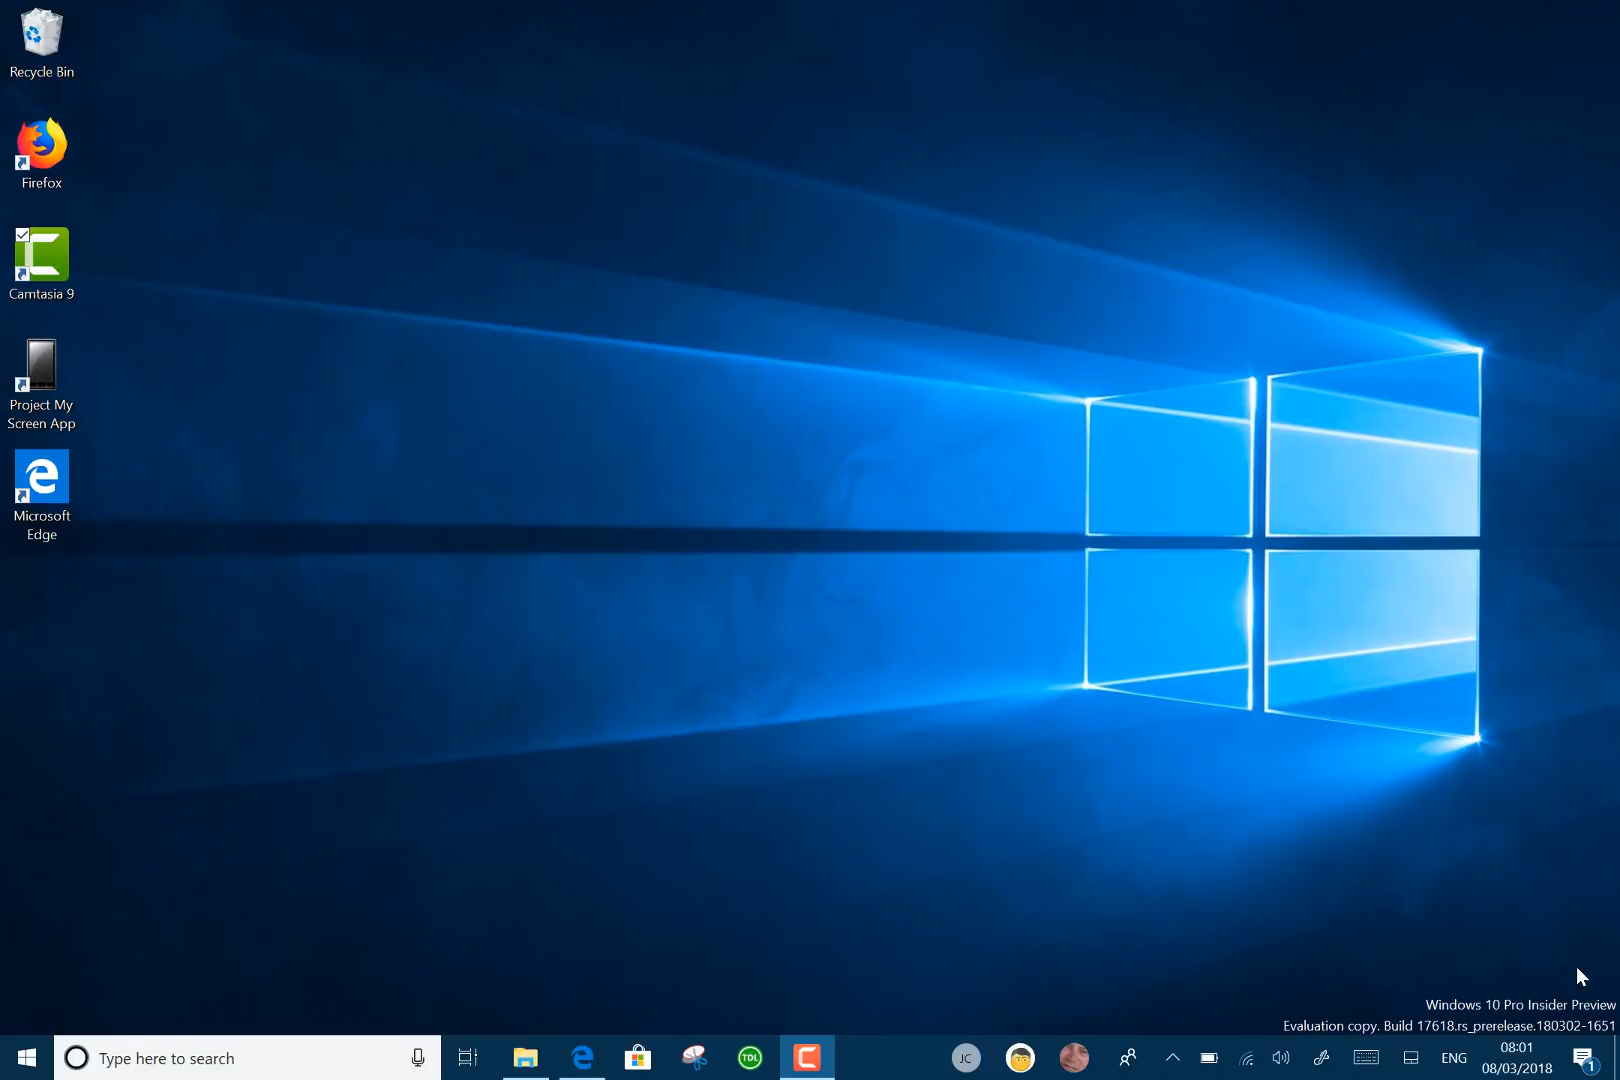 Recycle Bin
Firefox
Camtasia 9
Project My
Screen App
Microsoft
Edge
Windows 10 Pro Insider Preview
Evaluation copy. Build 17618.rs_prerelease.180302-1651
Type here to search
TDL
JC
ENG
08:01
08/03/2018
1